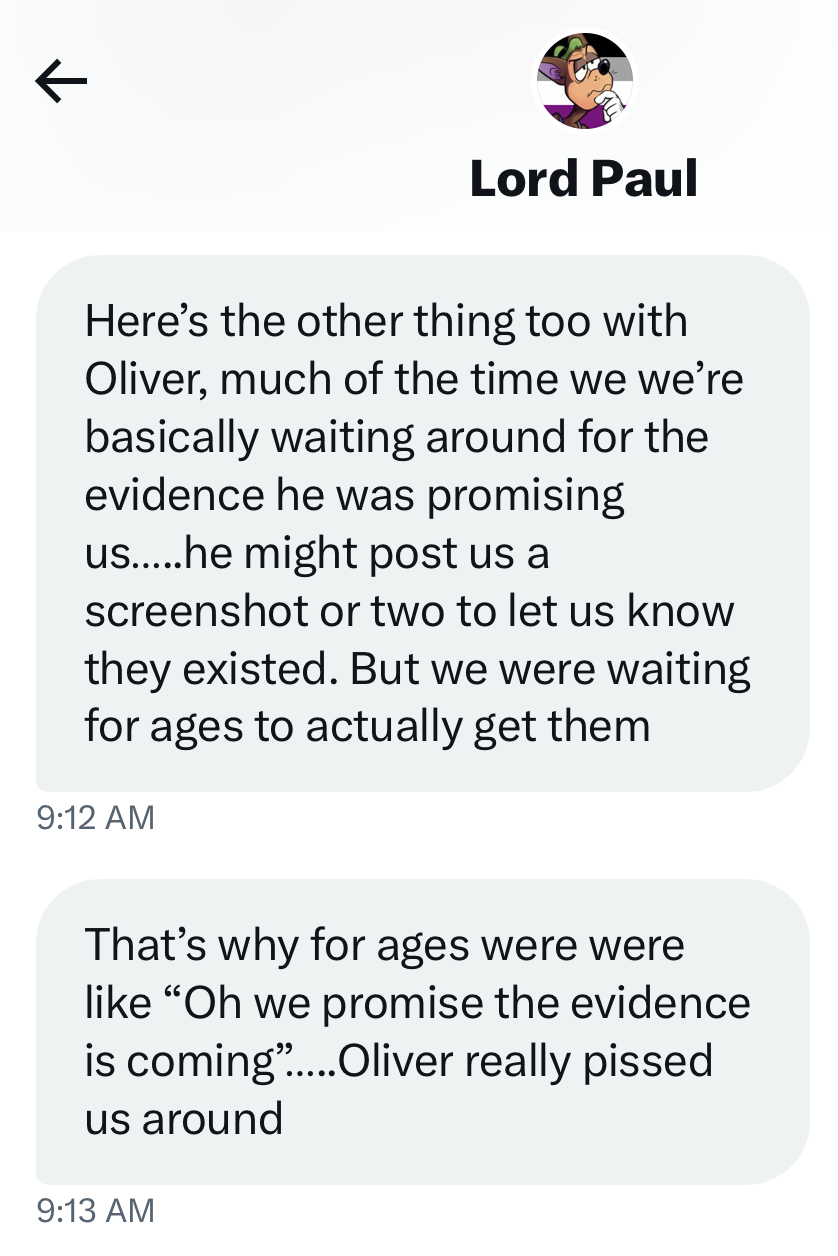 Lord Paul
Here’s the other thing too with
Oliver, much of the time we we’re
basically waiting around for the
evidence he was promising
us.....he might post us a
screenshot or two to let us know
they existed. But we were waiting
for ages to actually get them
9:12 AM
That’s why for ages were were
like “Oh we promise the evidence
is coming”.....Oliver really pissed
us around
9:13 AM